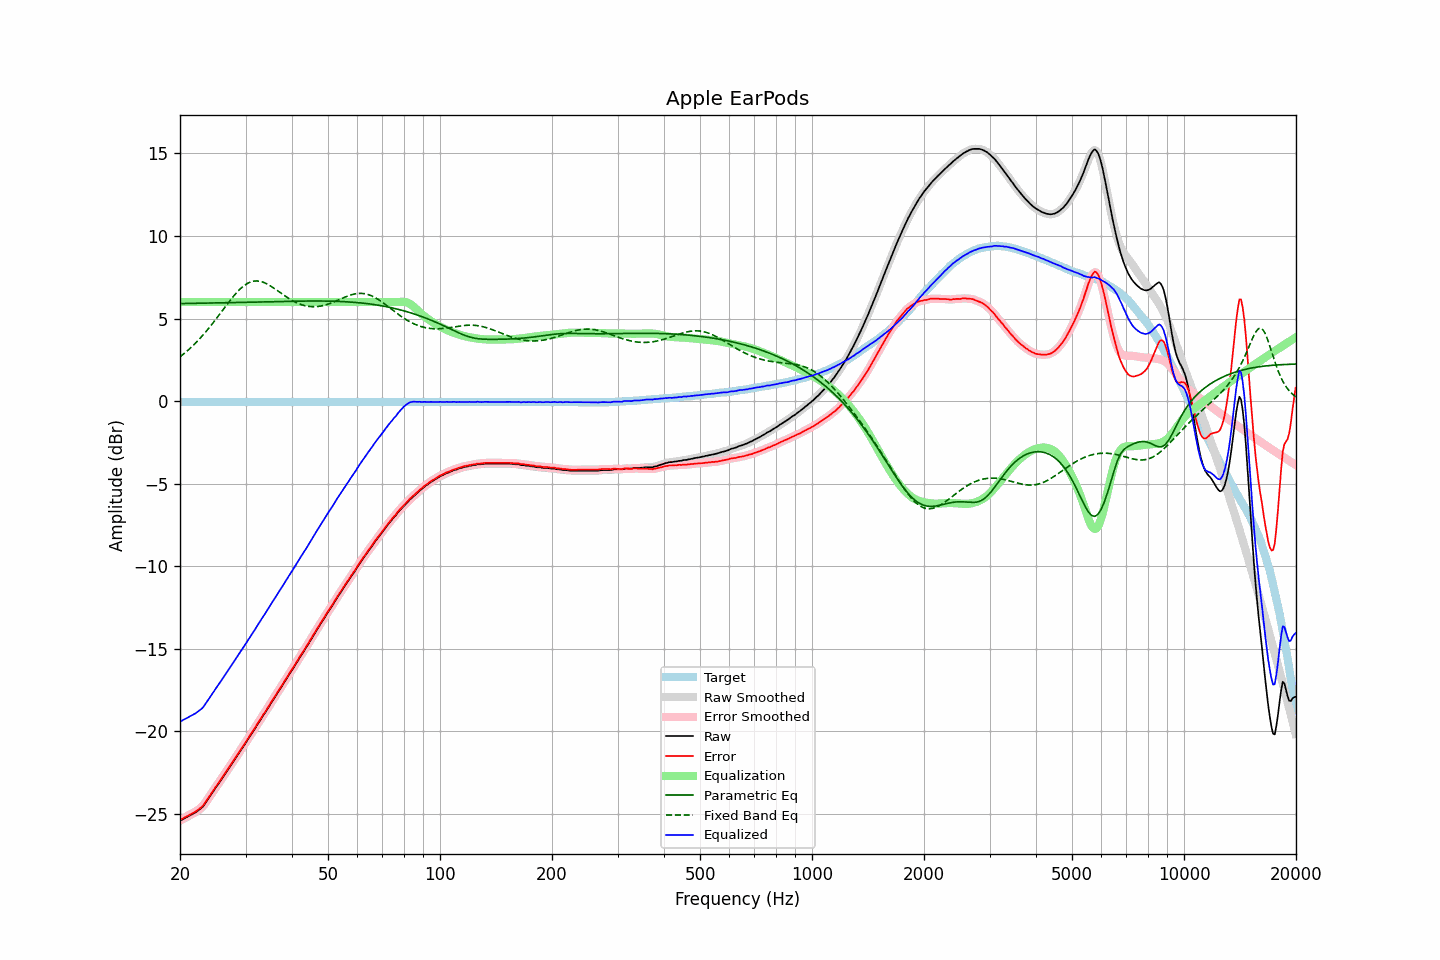 Apple EarPods
Amplitude (dBr)
15
10
5
0
−5
−10
−15
−20
−25
Target
Raw Smoothed
Error Smoothed
Raw
Error
Equalization
Parametric Eq
Fixed Band Eq
Equalized
20 50 100 200 500 1000 2000 5000 10000 20000
Frequency (Hz)